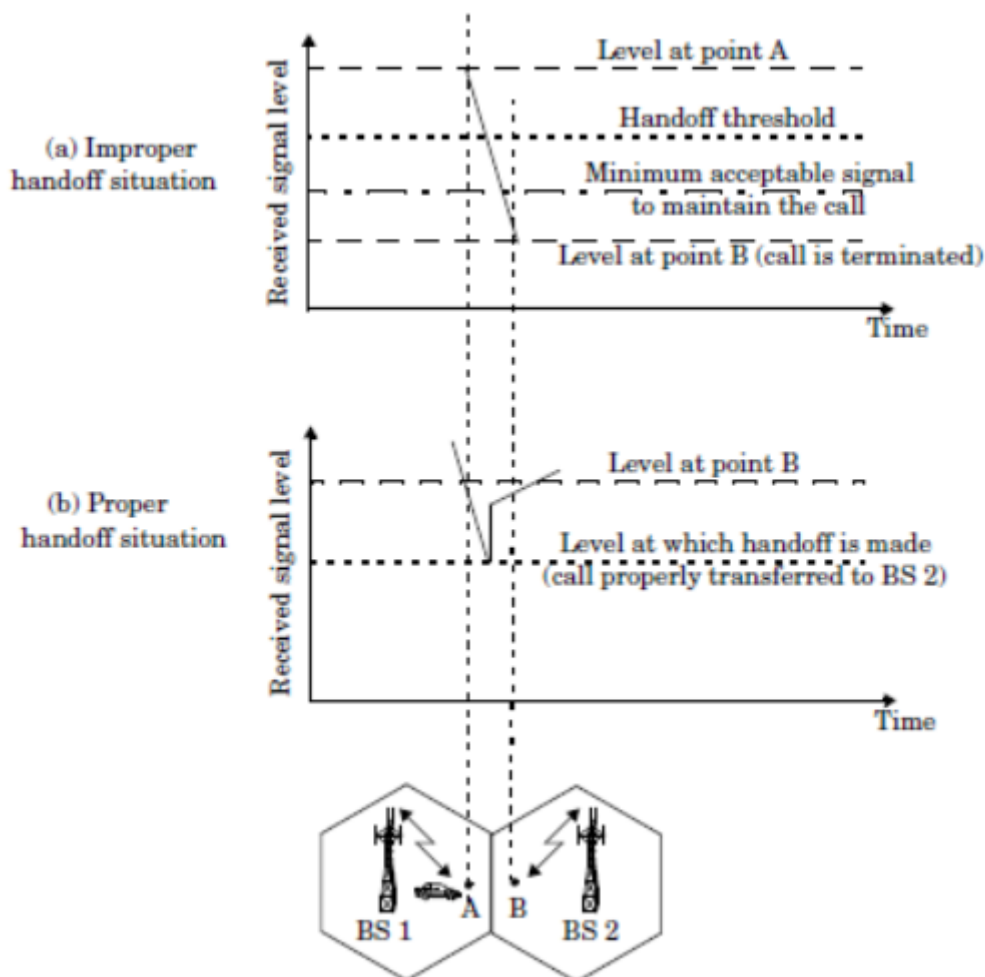 Level at point A
Handoff threshold
(a) Improper
handoff situation
Received signal level
Minimum acceptable signal
to maintain the call
Level at point B (call is terminated)
Time
Level at point B
(b) Proper
handoff situation
Received signal level
Level at which handoff is made
(call properly transferred to BS 2)
Time
A
B
BS 1
BS 2